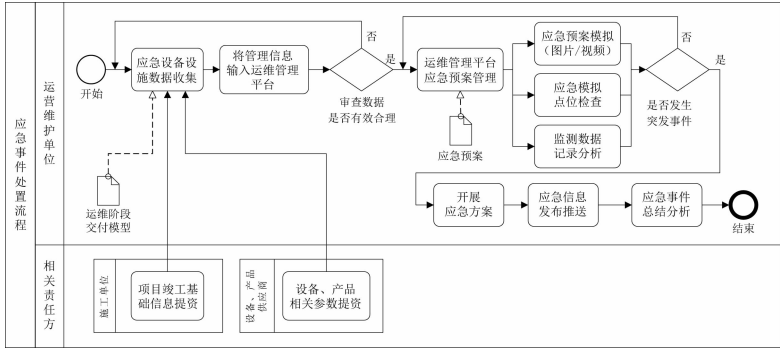 应急事件处置流程
运营维护单位
开始
应急设备设
施数据收集
将管理信息
输入运维管理
平台
否
是
审查数据
是否有效合理
运维管理平台
应急预案管理
应急预案
应急预案模拟
(图片/视频)
应急模拟
点位检查
监测数据
记录分析
否
是
是否发生
突发事件
运维阶段
交付模型
开展
应急方案
应急信息
发布推送
应急事件
总结分析
结束
相关责任方
施工单位
项目竣工基
础信息提资
设备、产品
供应商
设备、产品
相关参数提资